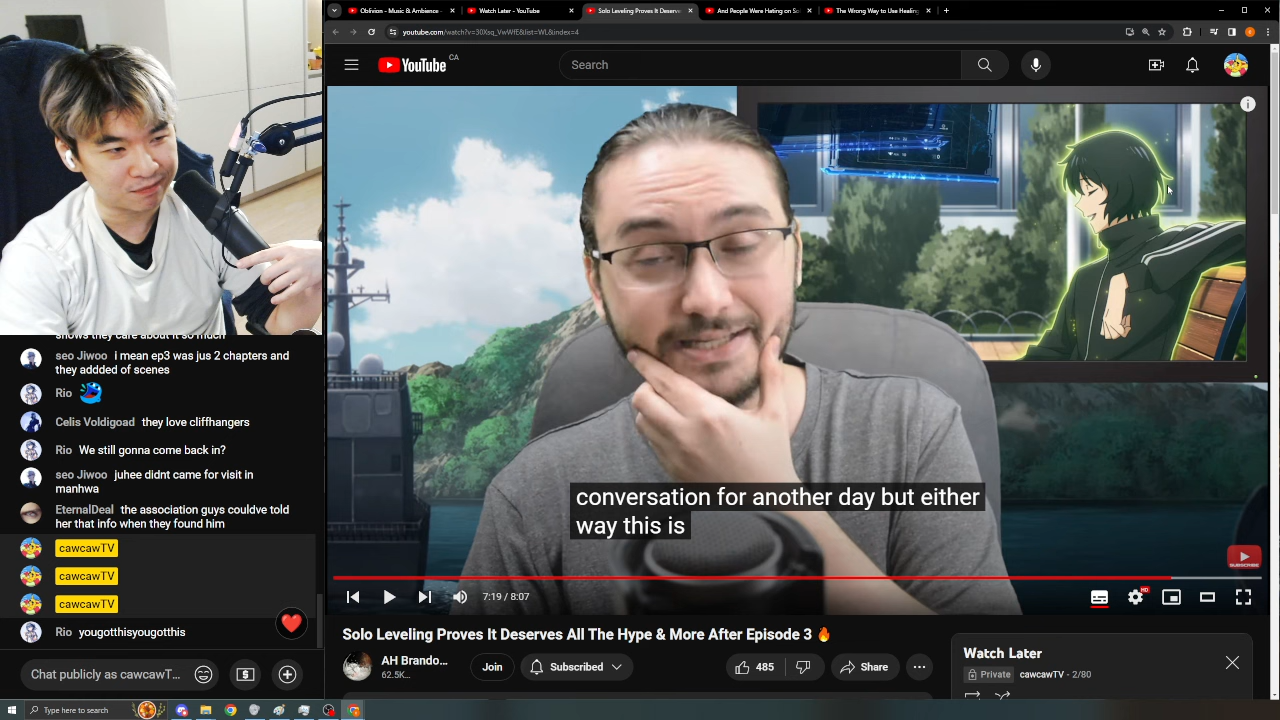 Oblivion - Music & Ambience -
Watch Later - YouTube
Solo Leveling Proves It Deserv
And People Were Hating on So
The Wrong Way to Use Healing
youtube.com/watch?v=30Xsq_VwWfE&list=WL&index=4
YouTube CA
Search
shows they care about it so much
seo Jiwoo i mean ep3 was jus 2 chapters and
they addded of scenes
Rio
Celis Voldigoad they love cliffhangers
Rio We still gonna come back in?
seo Jiwoo juhee didnt came for visit in
manhwa
EternalDeal the association guys couldve told
her that info when they found him
cawcawTV
cawcawTV
cawcawTV
Rio yougotthisyougotthis
Chat publicly as cawcawT...
conversation for another day but either
way this is
SUBSCRIBE
7:19 / 8:07
HD
Solo Leveling Proves It Deserves All The Hype & More After Episode 3 🔥
AH Brando...
62.5K...
Join
Subscribed
485
Share
Watch Later
Private
cawcawTV - 2/80
Type here to search